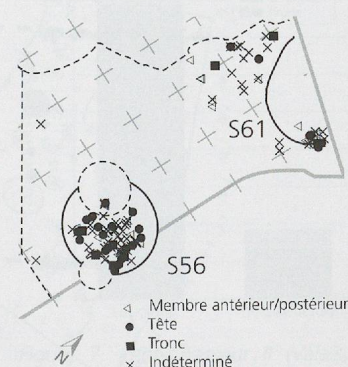 S61
S56
Membre antérieur/postérieur
Tête
Tronc
Indéterminé
N